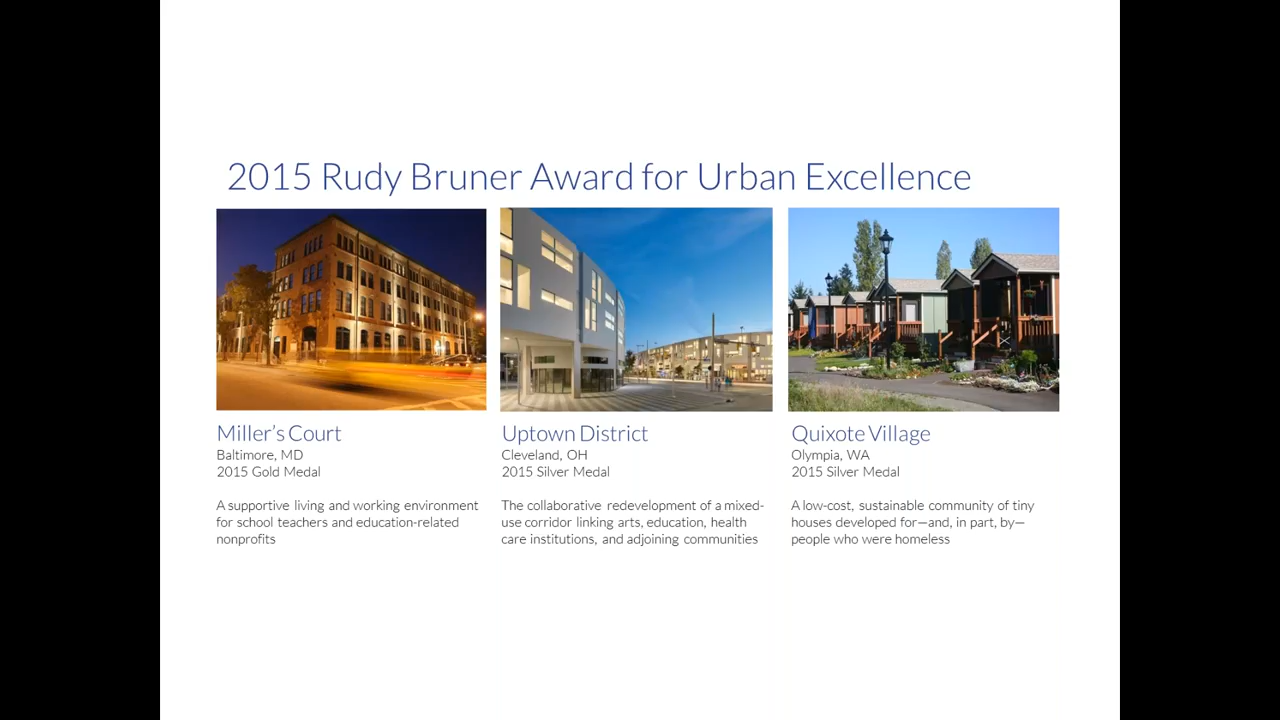 2015 Rudy Bruner Award for Urban Excellence
Miller’s Court
Baltimore, MD
2015 Gold Medal
A supportive living and working environment
for school teachers and education-related
nonprofits
Uptown District
Cleveland, OH
2015 Silver Medal
The collaborative redevelopment of a mixed-
use corridor linking arts, education, health
care institutions, and adjoining communities
Quixote Village
Olympia, WA
2015 Silver Medal
A low-cost, sustainable community of tiny
houses developed for—and, in part, by—
people who were homeless